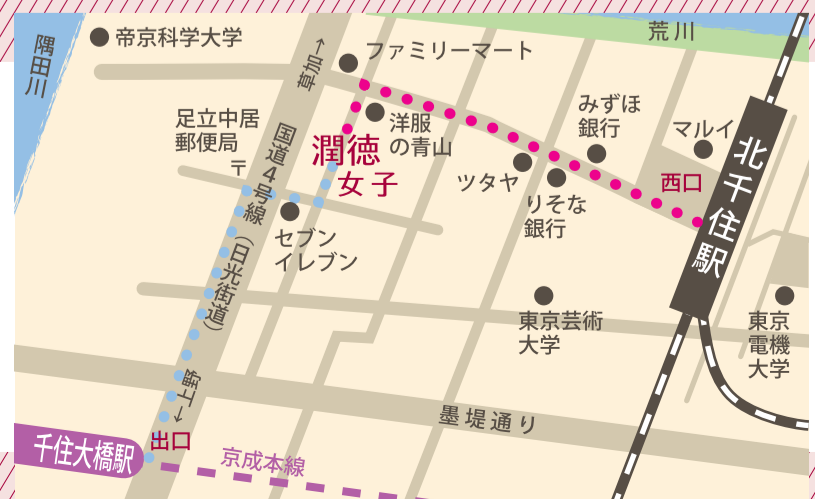 隅田川
帝京科学大学
草加→
ファミリーマート
荒川
足立中居
郵便局
〒
国道4号線（日光街道）
洋服
の青山
潤徳
女子
みずほ
銀行
マルイ
ツタヤ
りそな
銀行
西口
北千住駅
セブン
イレブン
東京芸術
大学
東京
電機
大学
←上野
墨堤通り
千住大橋駅
出口
京成本線